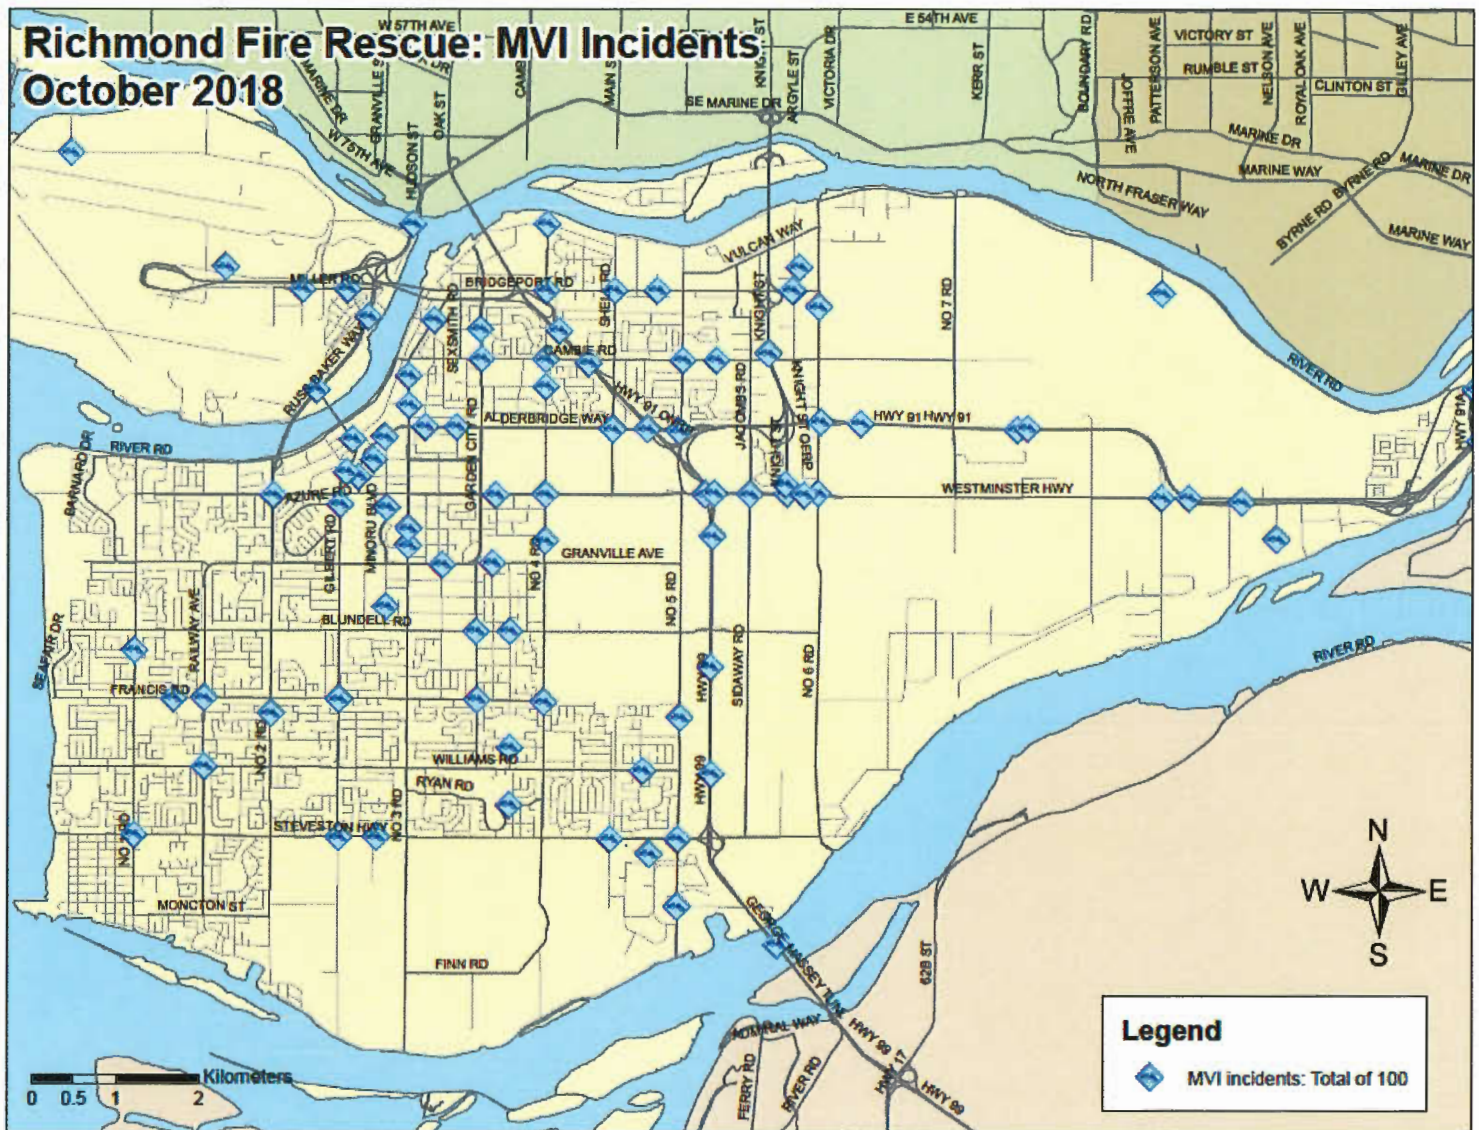 Richmond Fire Rescue: MVI Incidents
October 2018
W 57TH AVE
E 54TH AVE
VICTORY ST
RUMBLE ST
CLINTON ST
MARINE DR
GRANVILLE S
OAK ST
CAMB
MAIN S
KNIGHT ST
ARGYLE ST
VICTORIA DR
KERR ST
BOUNDARY RD
JOFFRE AVE
PATTERSON AVE
NELSON AVE
ROYAL OAK AVE
GILLEY AVE
SE MARINE DR
W 75TH AVE
HUDSON ST
MARINE DR
MARINE WAY
MARINE DR
NORTH FRASER WAY
BYRNE RD
BYRNE RD
MARINE WAY
VULCAN WAY
MILLER RD
BRIDGEPORT RD
SHELL RD
KNIGHT ST
NO 7 RD
RUSS BAKER WAY
SEXSMITH RD
CAMBIE RD
RIVER RD
HWY 91
JACOMBS RD
KNIGHT ST
KNIGHT ST OFRP
ALDERBRIDGE WAY
HWY 91
HWY 91
HWY 91A
RIVER RD
BARNARD DR
GARDEN CITY RD
AZURE RD
WESTMINSTER HWY
GILBERT RD
MINORU BLVD
NO 4 RD
GRANVILLE AVE
NO 5 RD
RAILWAY AVE
BLUNDELL RD
SEAFAIR DR
HWY 99
SIDAWAY RD
NO 6 RD
RIVER RD
FRANCIS RD
NO 2 RD
WILLIAMS RD
RYAN RD
HWY 99
NO 1 RD
STEVESTON HWY
NO 3 RD
MONCTON ST
FINN RD
GEORGE MASSEY TUNL
62B ST
ADMIRAL WAY
HWY 99
FERRY RD
RIVER RD
HWY 17
HWY 99
N
W
E
S
Legend
MVI incidents: Total of 100
Kilometers
0 0.5 1 2